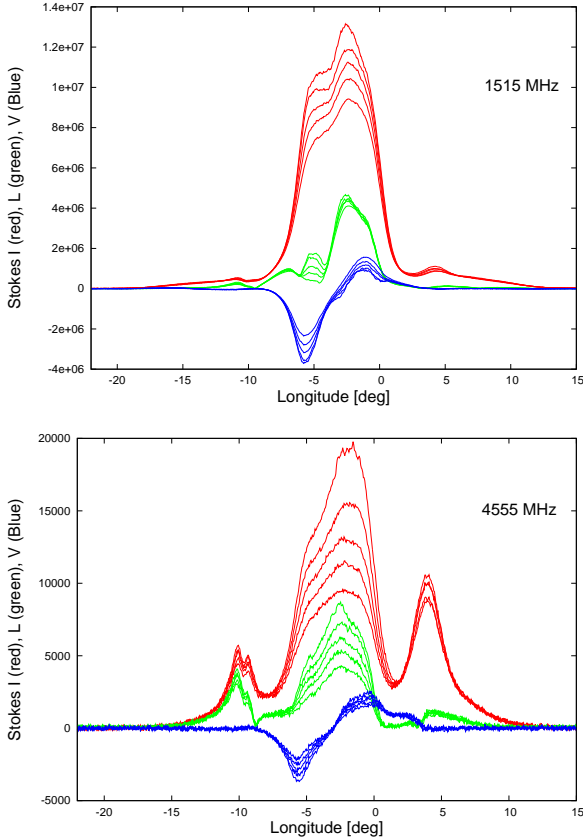 1.4e+07
1.2e+07
1e+07
8e+06
6e+06
4e+06
2e+06
0
-2e+06
-4e+06
Stokes I (red), L (green), V (Blue)
1515 MHz
-20 -15 -10 -5 0 5 10 15
Longitude [deg]
20000
15000
10000
5000
0
-5000
Stokes I (red), L (green), V (Blue)
4555 MHz
-20 -15 -10 -5 0 5 10 15
Longitude [deg]